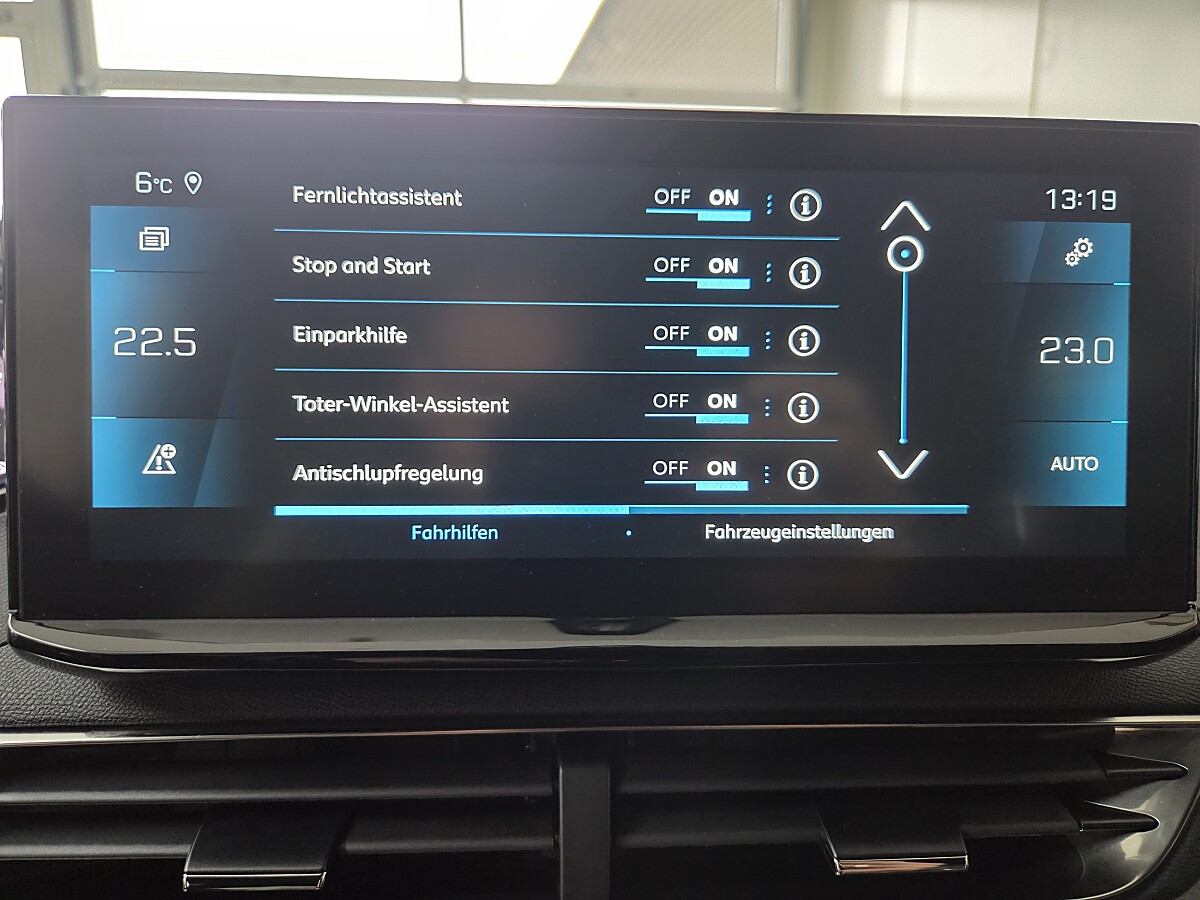 6°C
13:19
22.5
23.0
AUTO
Fernlichtassistent OFF ON
Stop and Start OFF ON
Einparkhilfe OFF ON
Toter-Winkel-Assistent OFF ON
Antischlupfregelung OFF ON
Fahrhilfen
Fahrzeugeinstellungen